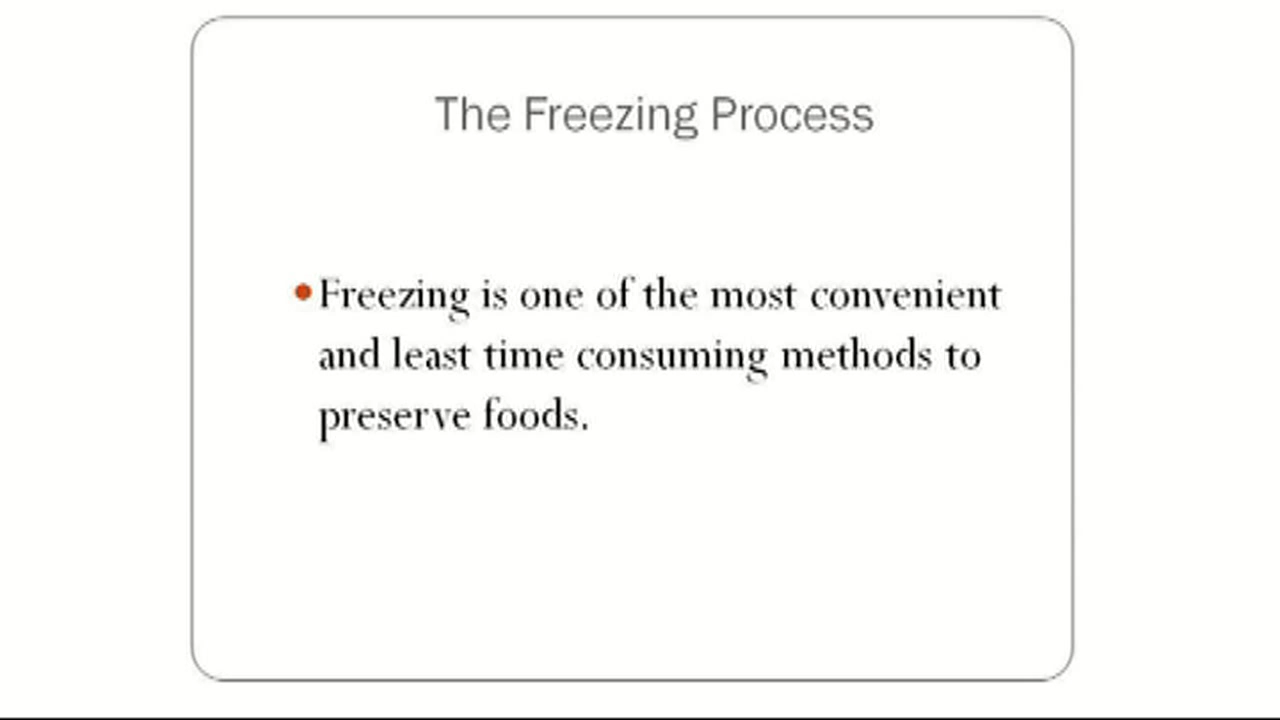 The Freezing Process
Freezing is one of the most convenient
and least time consuming methods to
preserve foods.